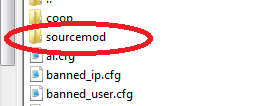 ..
coop
sourcemod
ai.cfg
banned_ip.cfg
banned_user.cfg